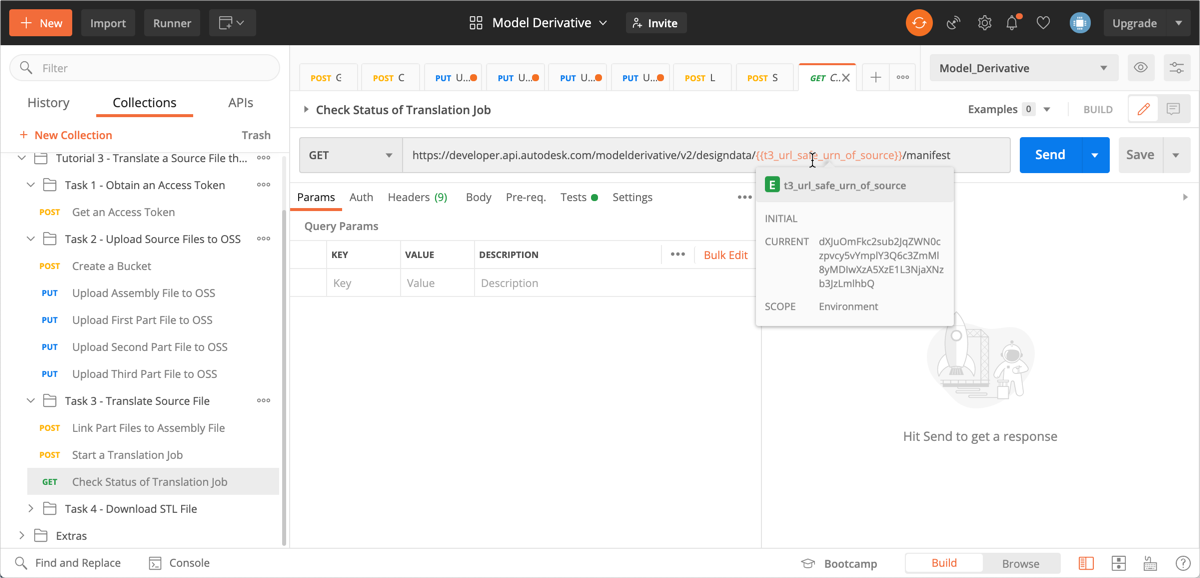 New
Import
Runner
Model Derivative
Invite
Upgrade
Filter
History
Collections
APIs
New Collection
Trash
Tutorial 3 - Translate a Source File th...
Task 1 - Obtain an Access Token
POST Get an Access Token
Task 2 - Upload Source Files to OSS
POST Create a Bucket
PUT Upload Assembly File to OSS
PUT Upload First Part File to OSS
PUT Upload Second Part File to OSS
PUT Upload Third Part File to OSS
Task 3 - Translate Source File
POST Link Part Files to Assembly File
POST Start a Translation Job
GET Check Status of Translation Job
Task 4 - Download STL File
Extras
POST G
POST C
PUT U...
PUT U...
PUT U...
PUT U...
POST L
POST S
GET C..
Model_Derivative
Check Status of Translation Job
Examples 0
BUILD
GET
https://developer.api.autodesk.com/modelderivative/v2/designdata/{{t3_url_safe_urn_of_source}}/manifest
Send
Save
Params
Auth
Headers (9)
Body
Pre-req.
Tests
Settings
Query Params
KEY
VALUE
DESCRIPTION
Bulk Edit
Key
Value
Description
E t3_url_safe_urn_of_source
INITIAL
CURRENT
dXJuOmFkc2sub2JqZWN0c
zpvcy5vYmplY3Q6c3ZmMl
8yMDIwXzA5XzE1L3NjaXNz
b3JzLmlhbQ
SCOPE Environment
Hit Send to get a response
Find and Replace
Console
Bootcamp
Build
Browse